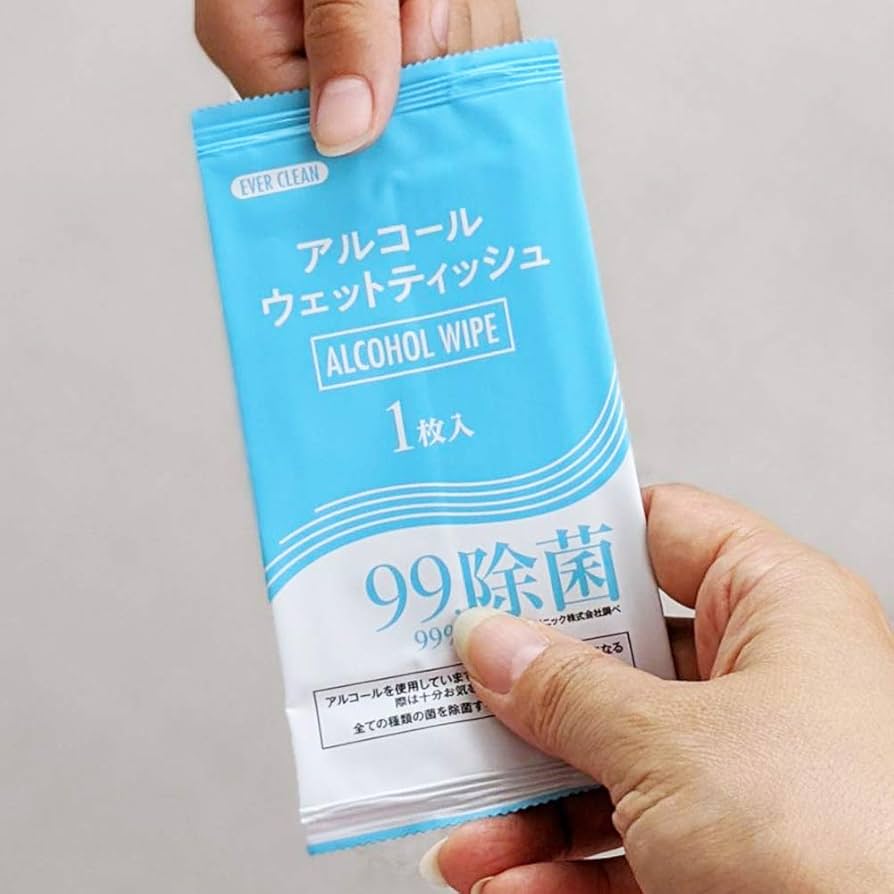 EVER CLEAN
アルコール
ウェットティッシュ
ALCOHOL WIPE
1枚入
99.除菌
99%
ニック株式会社調べ
なる
アルコールを使用しています
際は十分お気
全ての種類の菌を除菌す